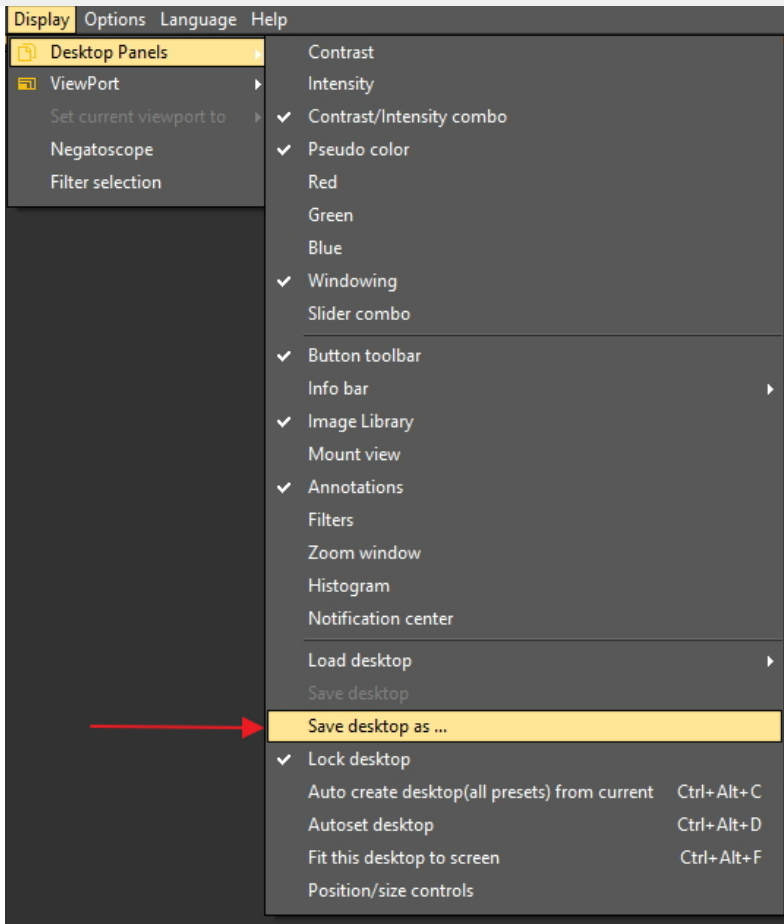 Display Options Language Help
Desktop Panels
ViewPort
Set current viewport to
Negatoscope
Filter selection
Contrast
Intensity
Contrast/Intensity combo
Pseudo color
Red
Green
Blue
Windowing
Slider combo
Button toolbar
Info bar
Image Library
Mount view
Annotations
Filters
Zoom window
Histogram
Notification center
Load desktop
Save desktop
Save desktop as ...
Lock desktop
Auto create desktop(all presets) from current Ctrl+Alt+C
Autoset desktop Ctrl+Alt+D
Fit this desktop to screen Ctrl+Alt+F
Position/size controls